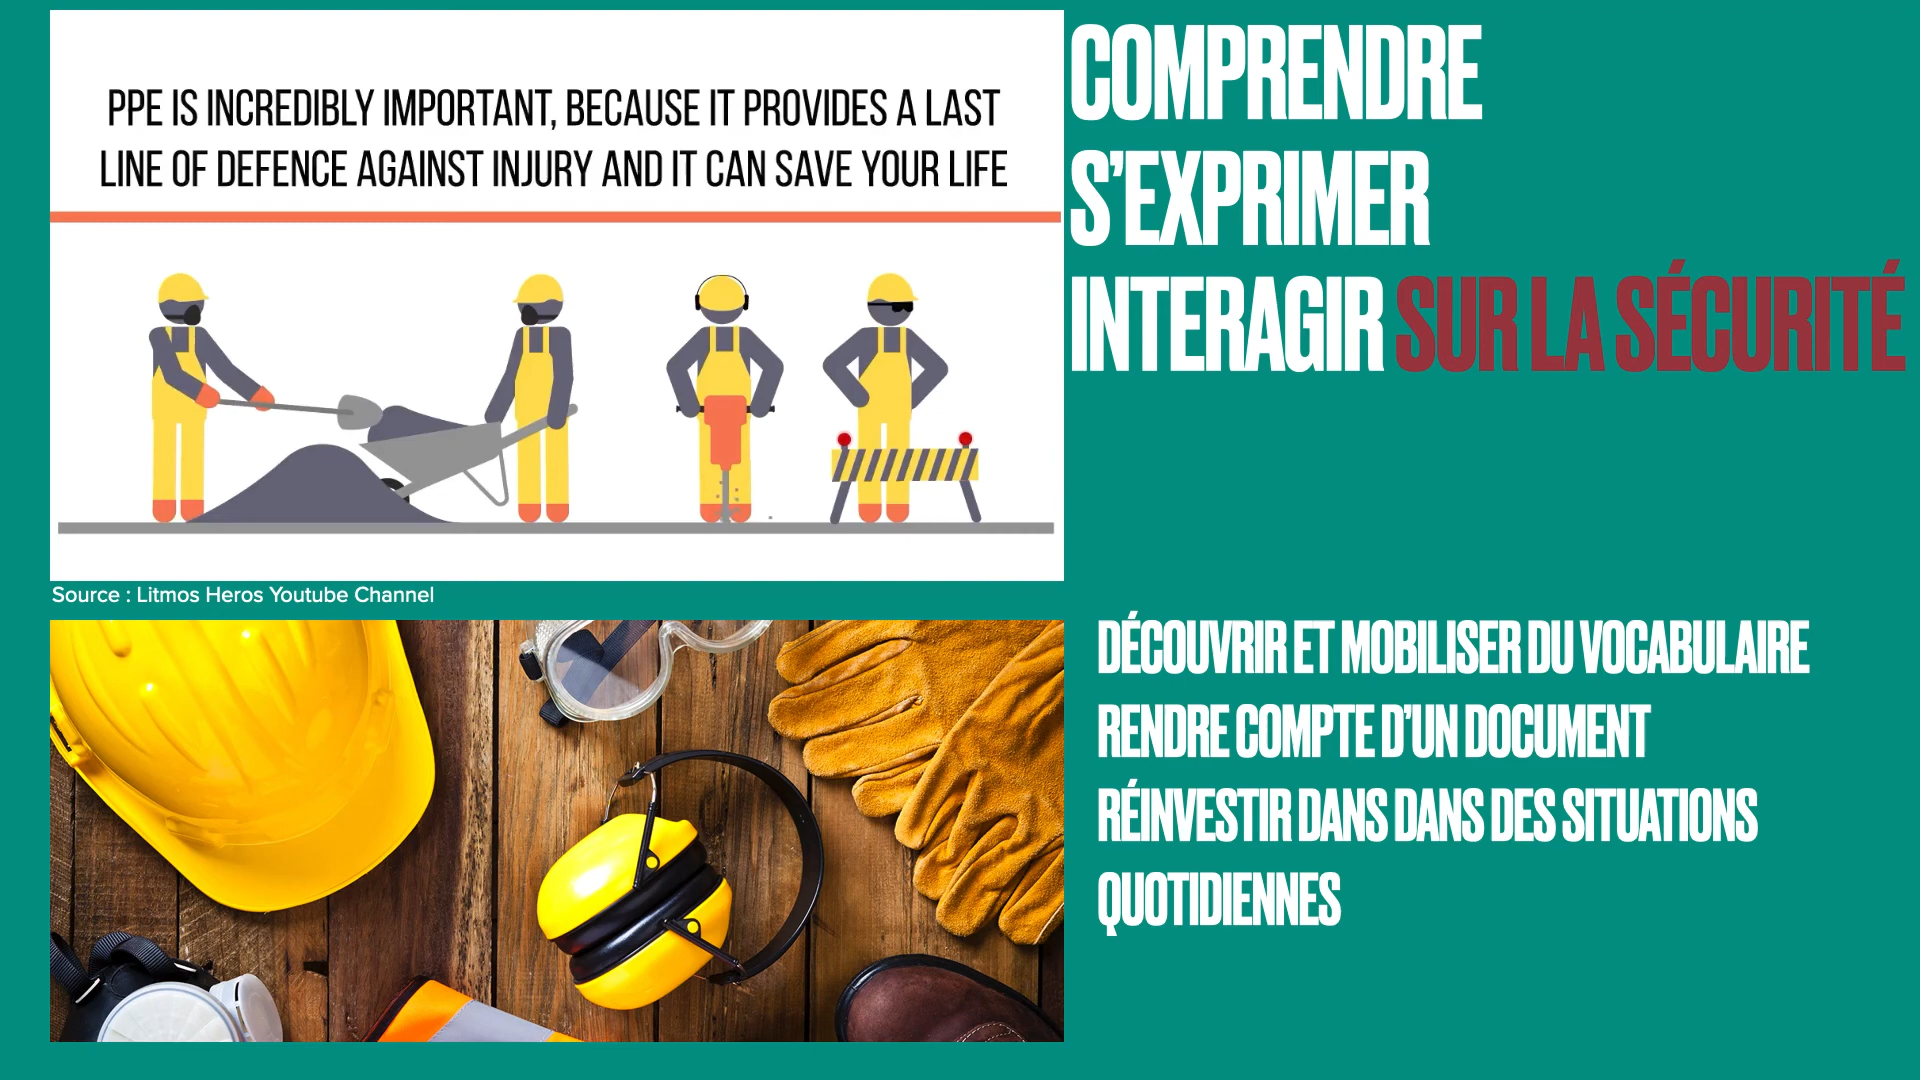 PPE IS INCREDIBLY IMPORTANT, BECAUSE IT PROVIDES A LAST
LINE OF DEFENCE AGAINST INJURY AND IT CAN SAVE YOUR LIFE
Source : Litmos Heros Youtube Channel
COMPRENDRE
S’EXPRIMER
INTERAGIR SUR LA SÉCURITÉ
DÉCOUVRIR ET MOBILISER DU VOCABULAIRE
RENDRE COMPTE D’UN DOCUMENT
RÉINVESTIR DANS DANS DES SITUATIONS
QUOTIDIENNES